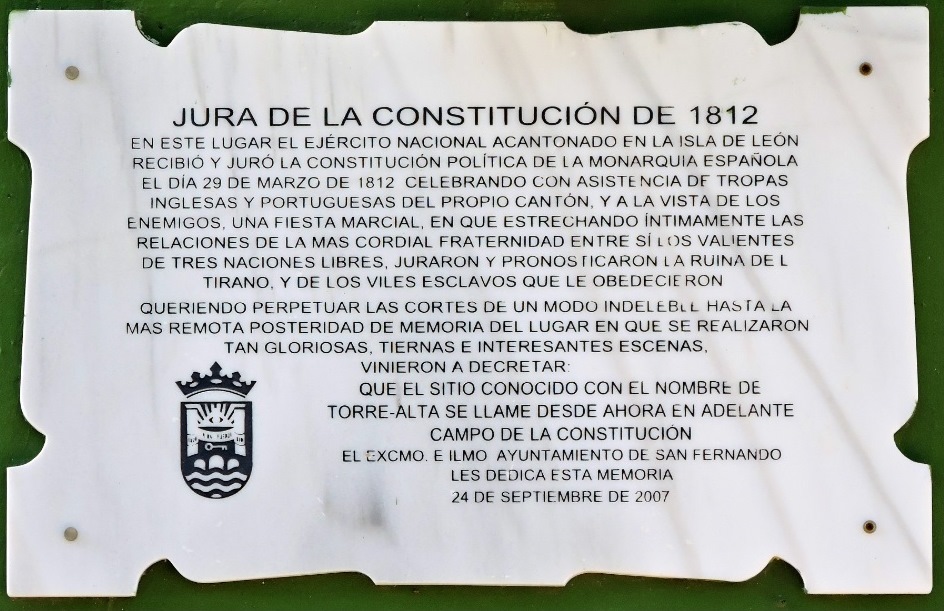 JURA DE LA CONSTITUCIÓN DE 1812
EN ESTE LUGAR EL EJÉRCITO NACIONAL ACANTONADO EN LA ISLA DE LEÓN
RECIBIÓ Y JURÓ LA CONSTITUCIÓN POLÍTICA DE LA MONARQUIA ESPAÑOLA
EL DÍA 29 DE MARZO DE 1812 CELEBRANDO CON ASISTENCIA DE TROPAS
INGLESAS Y PORTUGUESAS DEL PROPIO CANTÓN, Y A LA VISTA DE LOS
ENEMIGOS, UNA FIESTA MARCIAL, EN QUE ESTRECHANDO ÍNTIMAMENTE LAS
RELACIONES DE LA MAS CORDIAL FRATERNIDAD ENTRE SÍ LOS VALIENTES
DE TRES NACIONES LIBRES, JURARON Y PRONOSTICARON LA RUINA DE L
TIRANO, Y DE LOS VILES ESCLAVOS QUE LE OBEDECIERON
QUERIENDO PERPETUAR LAS CORTES DE UN MODO INDELEBLE HASTA LA
MAS REMOTA POSTERIDAD DE MEMORIA DEL LUGAR EN QUE SE REALIZARON
TAN GLORIOSAS, TIERNAS E INTERESANTES ESCENAS,
VINIERON A DECRETAR:
QUE EL SITIO CONOCIDO CON EL NOMBRE DE
TORRE-ALTA SE LLAME DESDE AHORA EN ADELANTE
CAMPO DE LA CONSTITUCIÓN
EL EXCMO. E ILMO AYUNTAMIENTO DE SAN FERNANDO
LES DEDICA ESTA MEMORIA
24 DE SEPTIEMBRE DE 2007